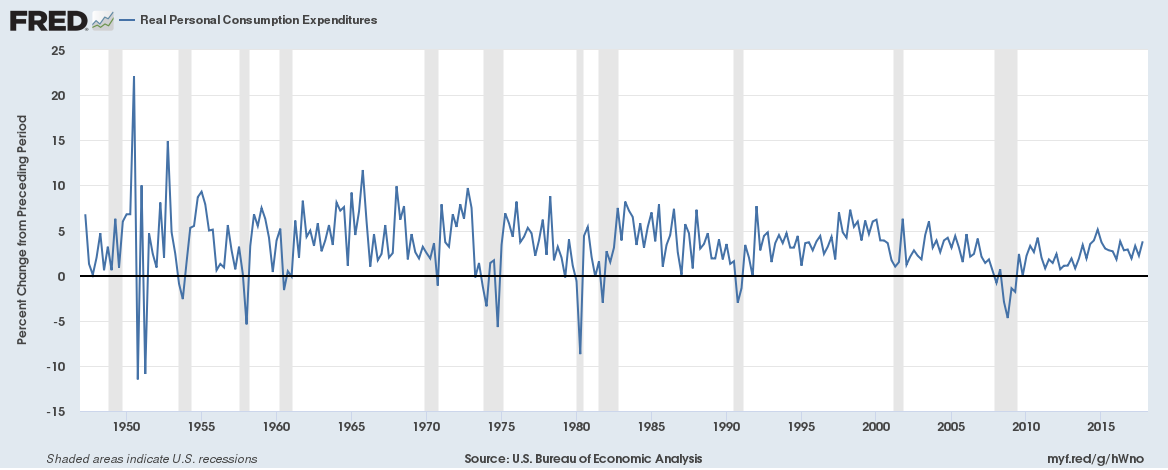 FRED Real Personal Consumption Expenditures
Percent Change from Preceding Period
25
20
15
10
5
0
-5
-10
-15
1950 1955 1960 1965 1970 1975 1980 1985 1990 1995 2000 2005 2010 2015
Shaded areas indicate U.S. recessions Source: U.S. Bureau of Economic Analysis myf.red/g/hWno